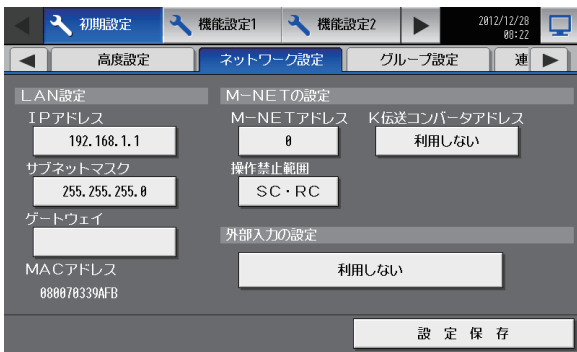 初期設定 機能設定1 機能設定2 2012/12/28
08:22
高度設定 ネットワーク設定 グループ設定 連
LAN設定
IPアドレス
192.168.1.1
サブネットマスク
255.255.255.0
ゲートウェイ
MACアドレス
080070339AFB
M-NETの設定
M-NETアドレス K伝送コンバータアドレス
0 利用しない
操作禁止範囲
SC・RC
外部入力の設定
利用しない
設 定 保 存